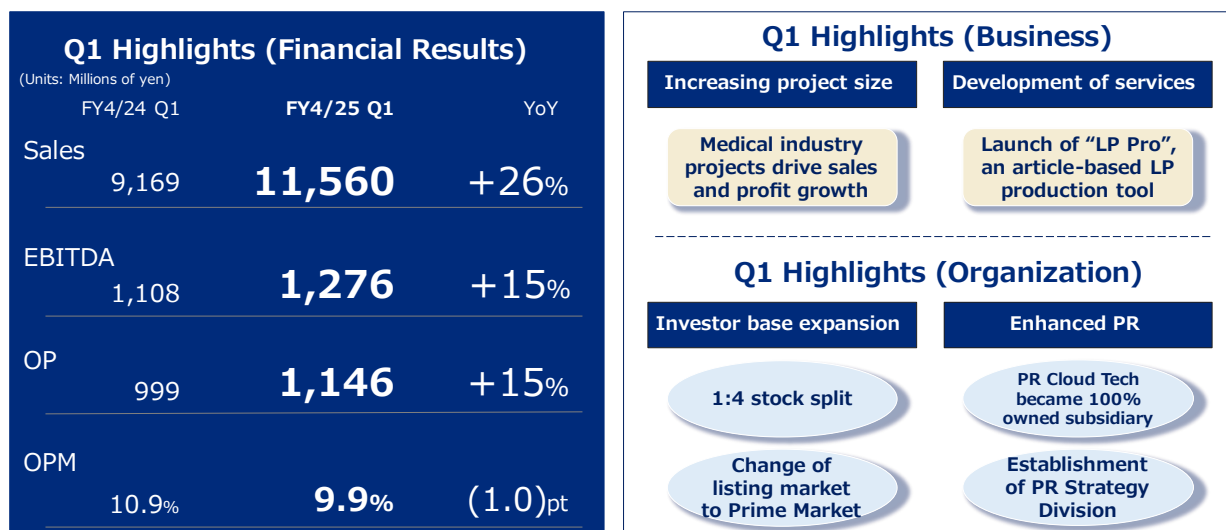 Q1 Highlights (Financial Results)
(Units: Millions of yen)
FY4/24 Q1 FY4/25 Q1 YoY
Sales
9,169 11,560 +26%
EBITDA
1,108 1,276 +15%
OP
999 1,146 +15%
OPM
10.9% 9.9% (1.0)pt
Q1 Highlights (Business)
Increasing project size
Medical industry
projects drive sales
and profit growth
Development of services
Launch of “LP Pro”,
an article-based LP
production tool
Q1 Highlights (Organization)
Investor base expansion
1:4 stock split
Change of
listing market
to Prime Market
Enhanced PR
PR Cloud Tech
became 100%
owned subsidiary
Establishment
of PR Strategy
Division